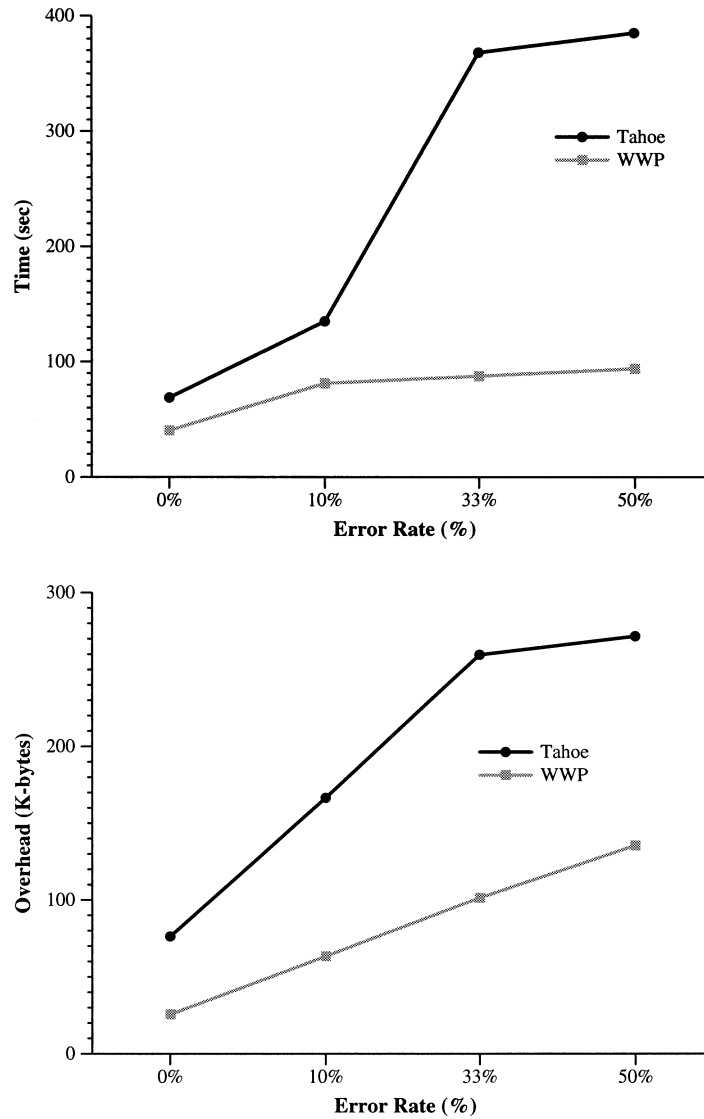 400
300
200
100
0
Time (sec)
Tahoe
WWP
0% 10% 33% 50%
Error Rate (%)
300
200
100
0
Overhead (K-bytes)
Tahoe
WWP
0% 10% 33% 50%
Error Rate (%)